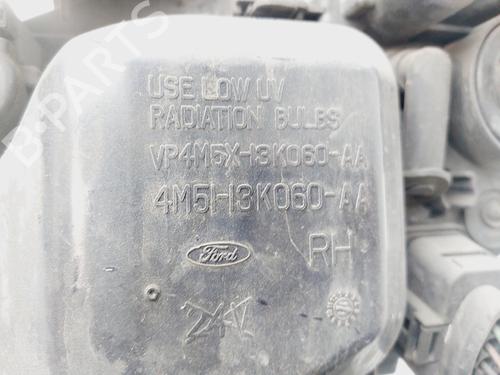 B-PARTS
USE LOW UV
RADIATION BULBS
VP4M5X-13K060-AA
4M51-13K060-AA
Ford
RH